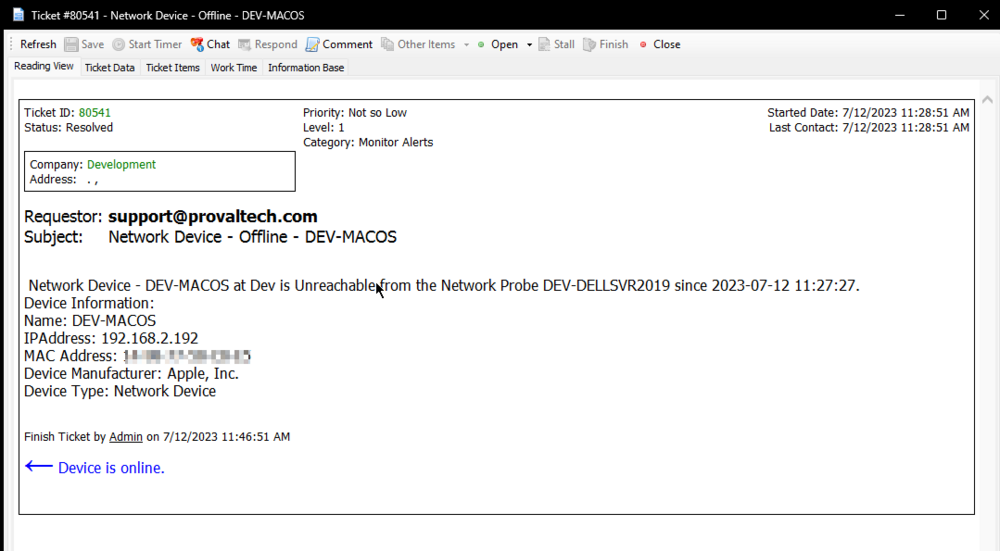 Ticket #80541 - Network Device - Offline - DEV-MACOS
Refresh Save Start Timer Chat Respond Comment Other Items Open Stall Finish Close
Reading View Ticket Data Ticket Items Work Time Information Base
Ticket ID: 80541 Priority: Not so Low Started Date: 7/12/2023 11:28:51 AM
Status: Resolved Level: 1 Last Contact: 7/12/2023 11:28:51 AM
Category: Monitor Alerts
Company: Development
Address: . ,
Requestor: support@provaltech.com
Subject: Network Device - Offline - DEV-MACOS
Network Device - DEV-MACOS at Dev is Unreachable from the Network Probe DEV-DELLSVR2019 since 2023-07-12 11:27:27.
Device Information:
Name: DEV-MACOS
IPAddress: 192.168.2.192
MAC Address:
Device Manufacturer: Apple, Inc.
Device Type: Network Device
Finish Ticket by Admin on 7/12/2023 11:46:51 AM
Device is online.